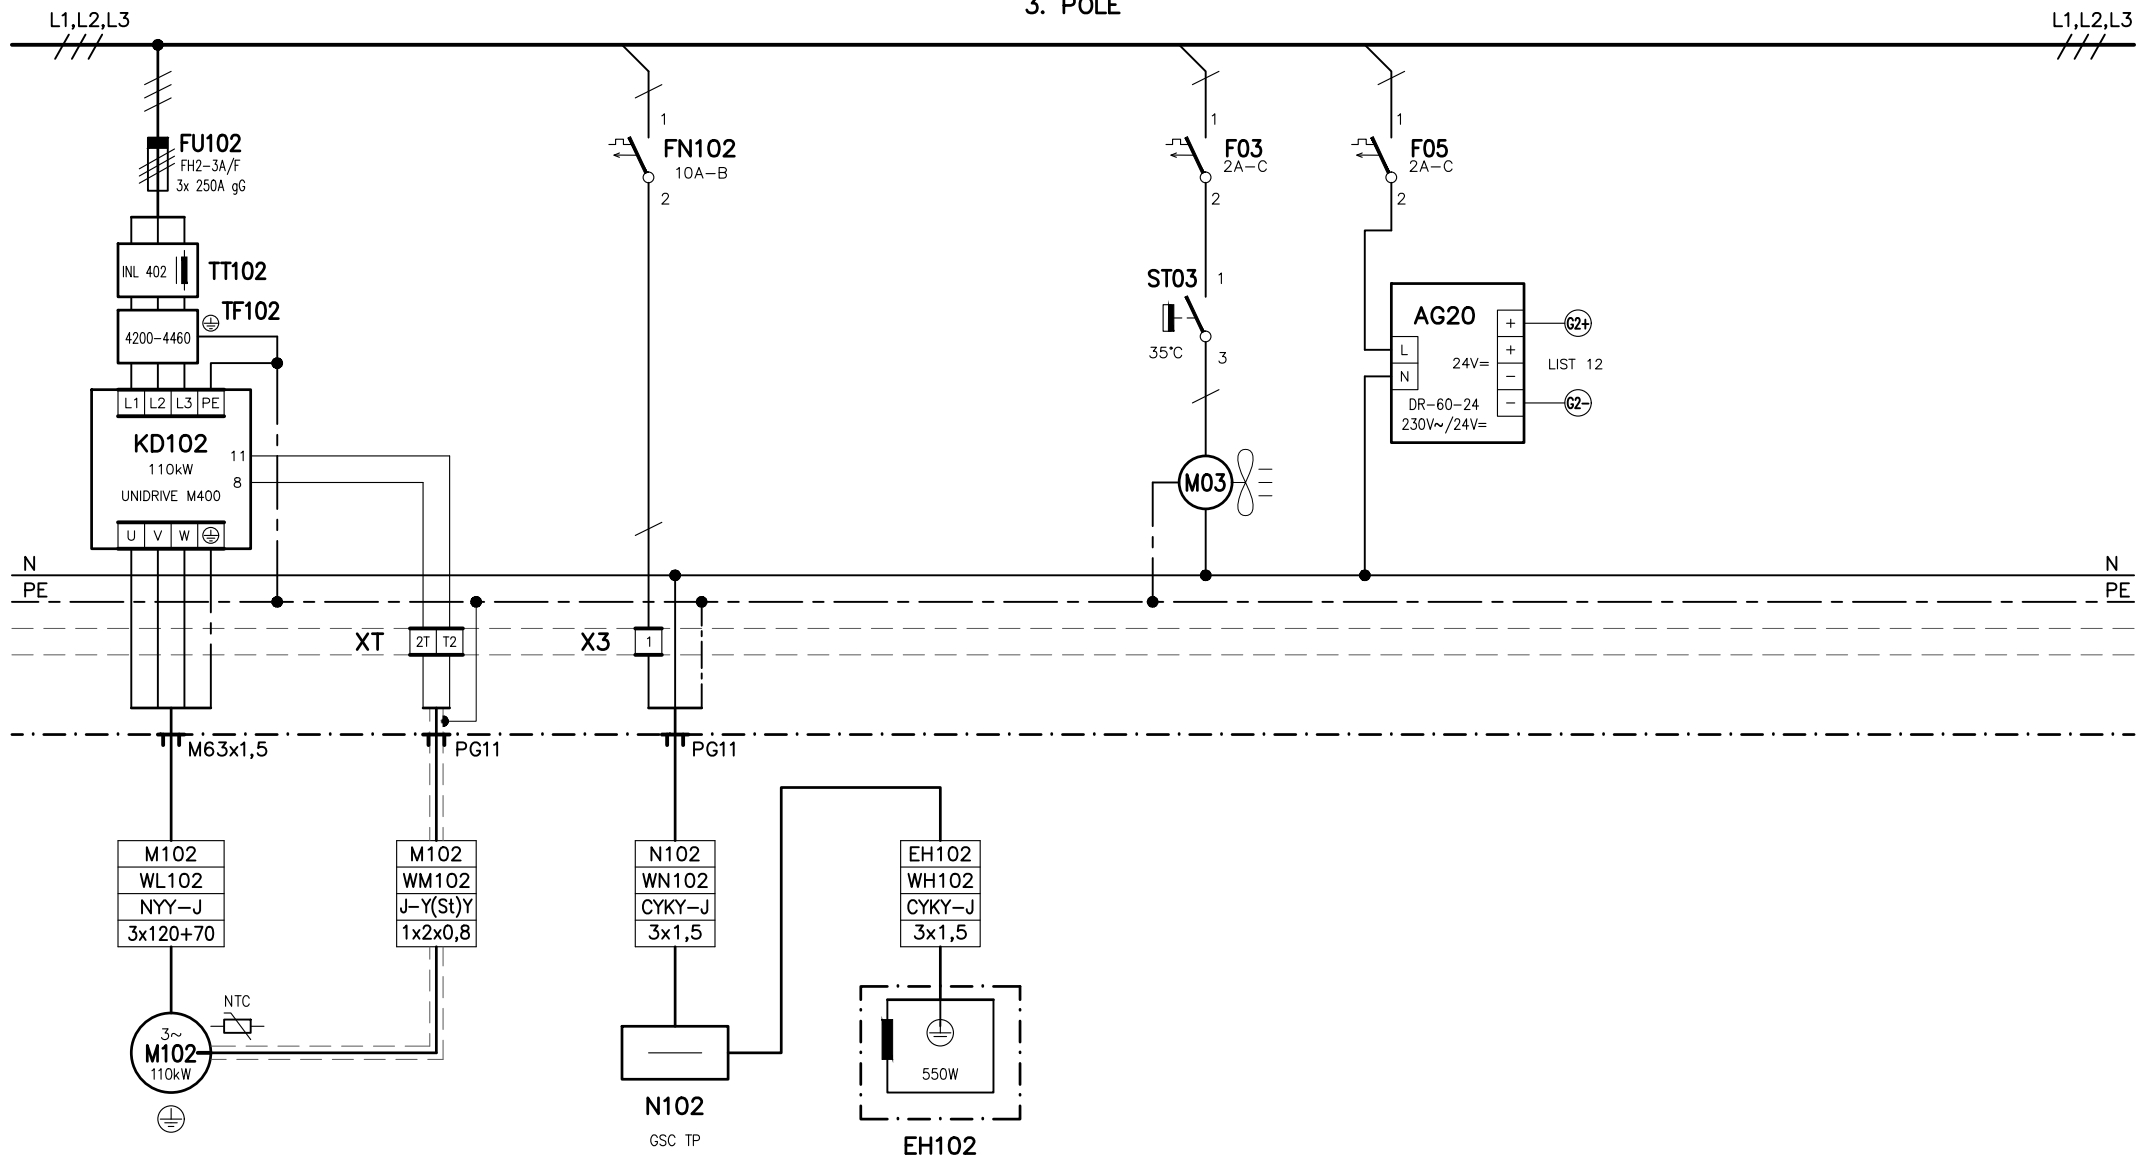 3. POLE
L1,L2,L3
L1,L2,L3
FU102
FH2-3A/F
3x 250A gG
1
FN102
10A-B
2
1
F03
2A-C
2
1
F05
2A-C
2
INL 402
TT102
TF102
4200-4460
L1 L2 L3 PE
KD102
110kW
UNIDRIVE M400
11
8
U V W
ST03
1
35°C
3
M03
AG20
L
N
24V=
+
+
-
-
DR-60-24
230V~/24V=
G2+
LIST 12
G2-
N
N
PE
PE
XT
2T T2
X3
1
M63x1,5
PG11
PG11
M102
WL102
NYY-J
3x120+70
M102
WM102
J-Y(St)Y
1x2x0,8
N102
WN102
CYKY-J
3x1,5
EH102
WH102
CYKY-J
3x1,5
NTC
3~
M102
110kW
N102
GSC TP
550W
EH102